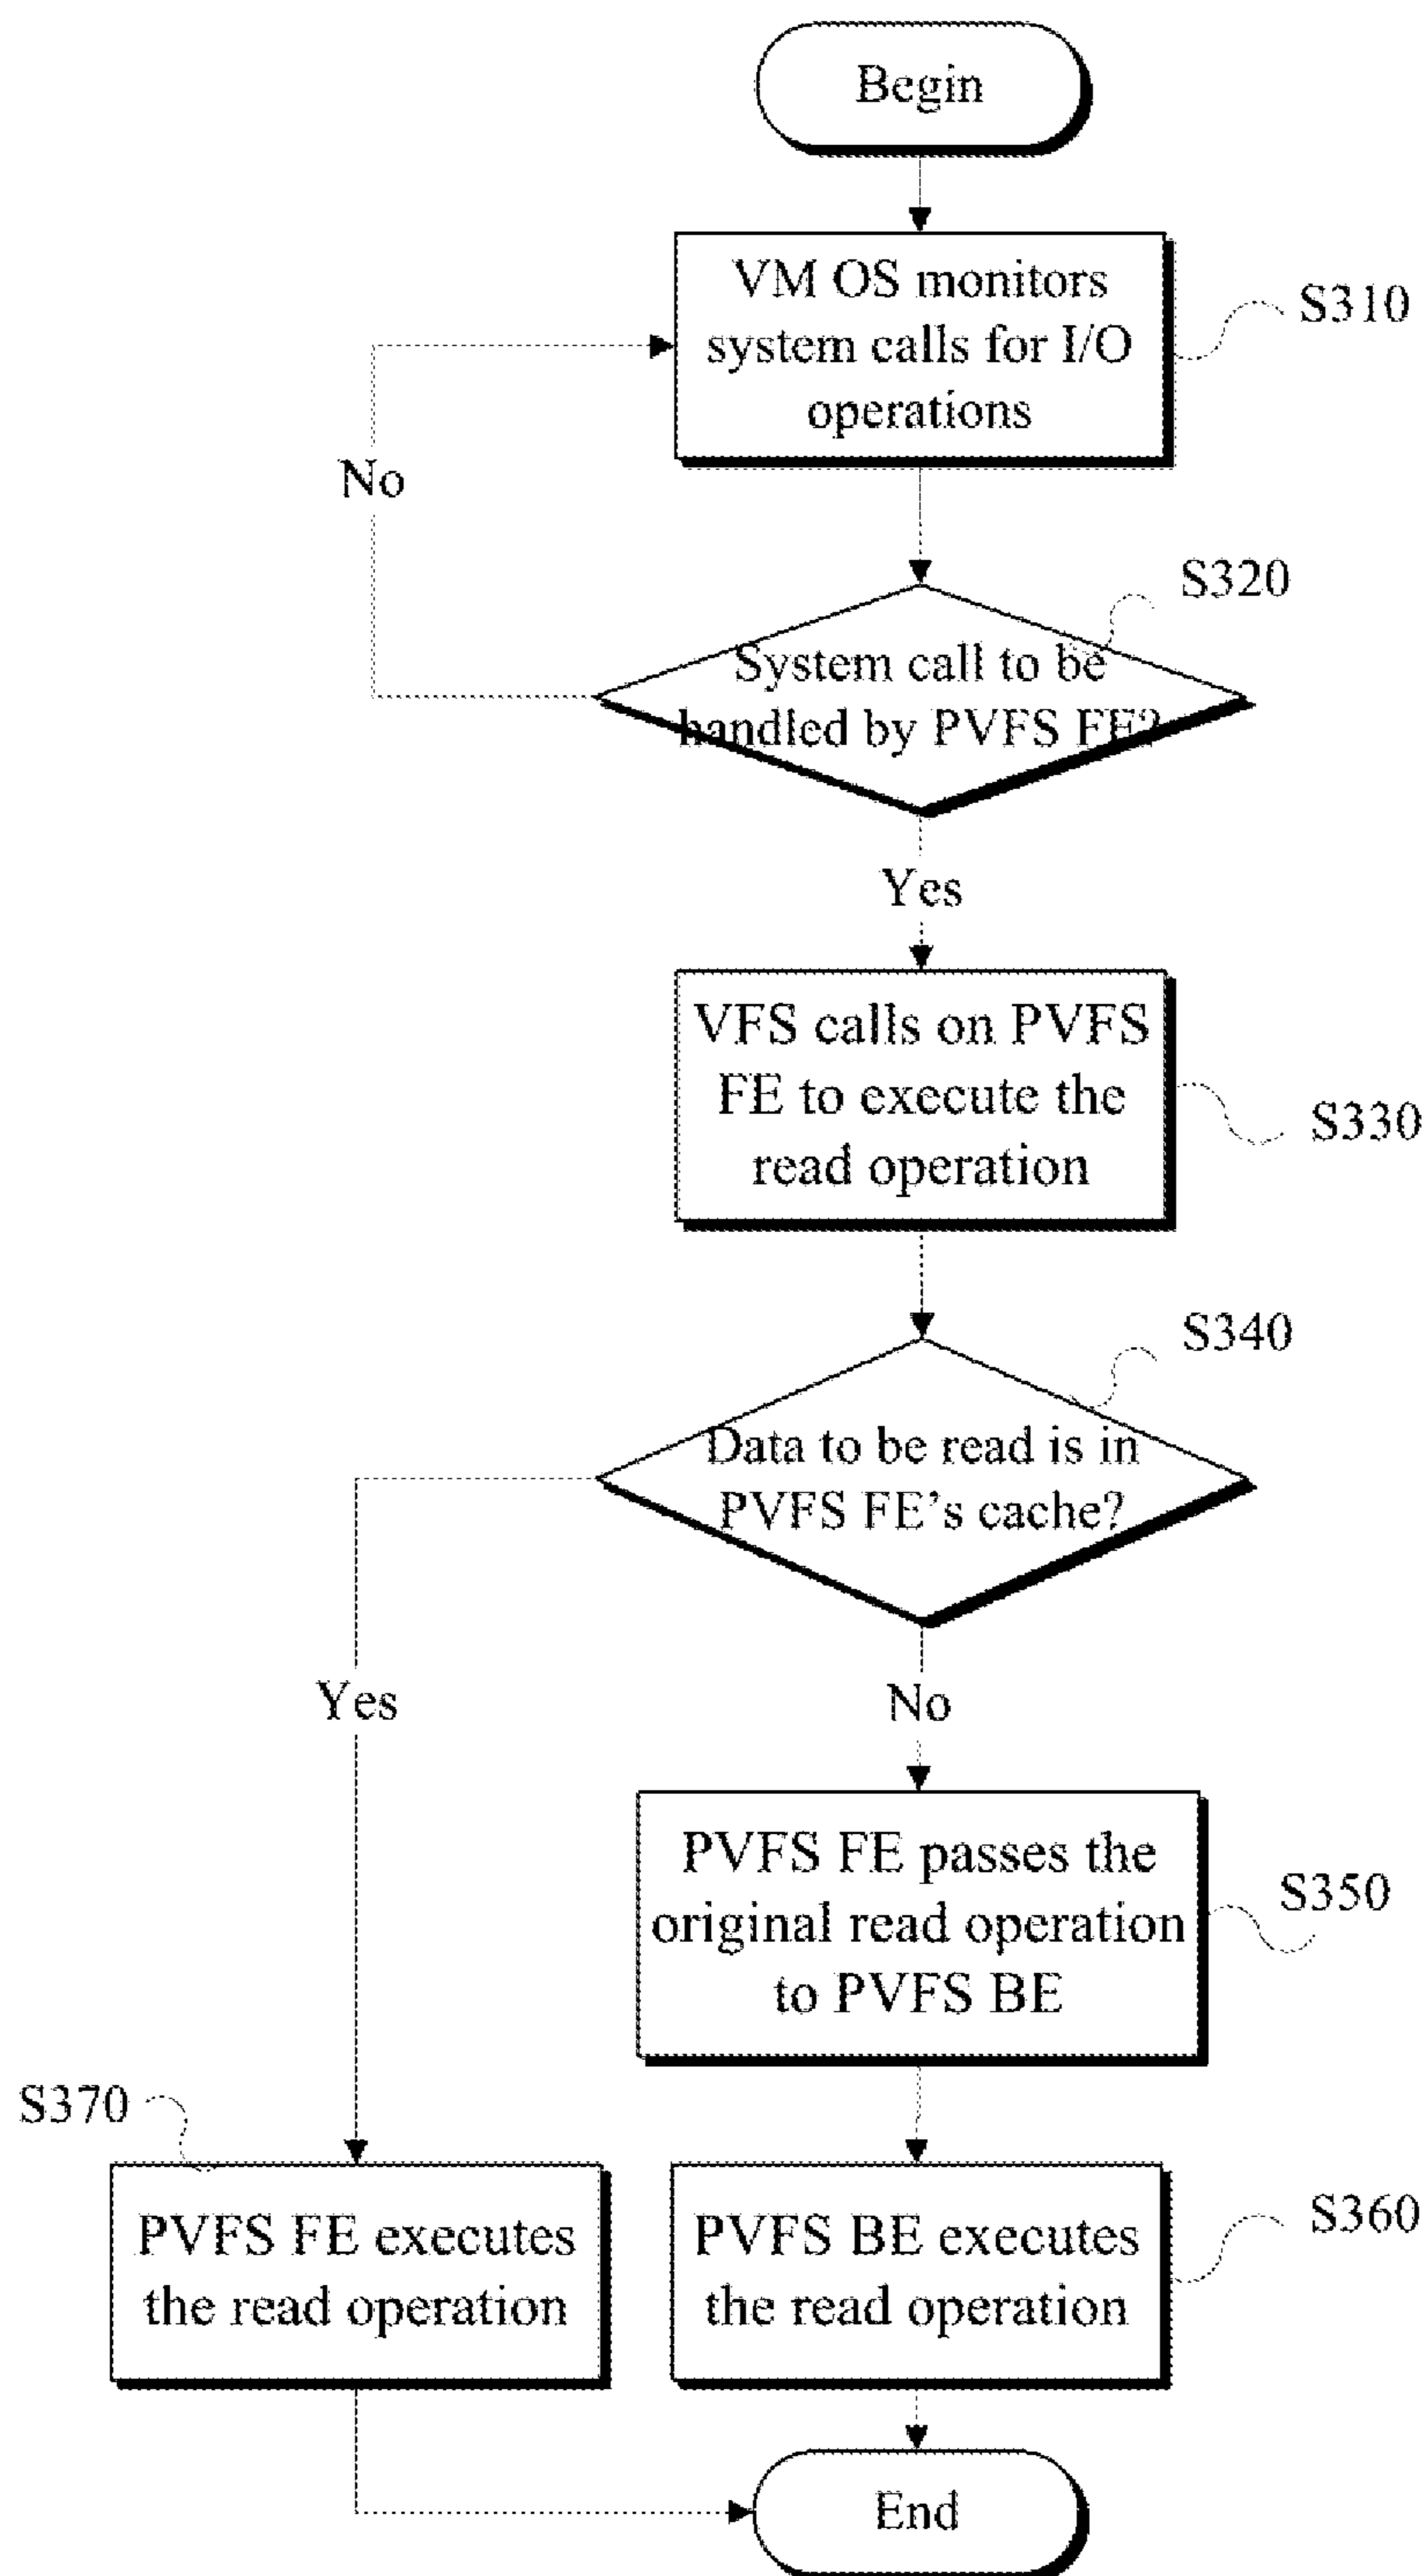 Begin
VM OS monitors
system calls for I/O
operations
S310
No
S320
System call to be
handled by PVFS FE?
Yes
VFS calls on PVFS
FE to execute the
read operation
S330
S340
Data to be read is in
PVFS FE's cache?
Yes
No
PVFS FE passes the
original read operation
to PVFS BE
S350
S370
PVFS FE executes
the read operation
PVFS BE executes
the read operation
S360
End